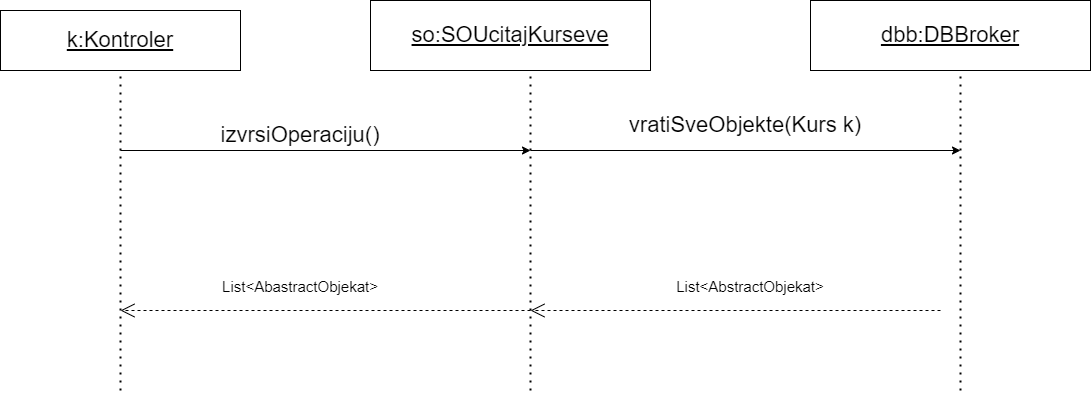 k:Kontroler
so:SOUcitajKurseve
dbb:DBBroker
izvrsiOperaciju()
vratiSveObjekte(Kurs k)
List<AbastractObjekat>
List<AbstractObjekat>